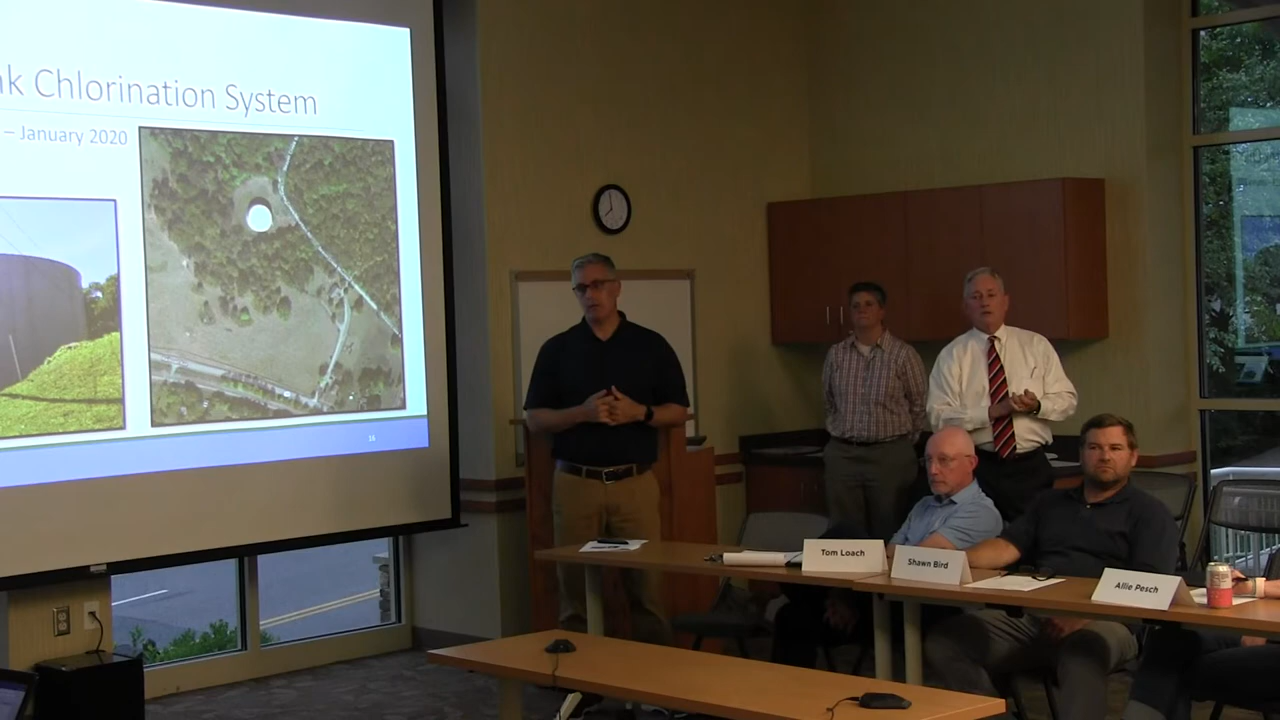 Chlorination System
– January 2020
16
Tom Loach
Shawn Bird
Allie Pesch